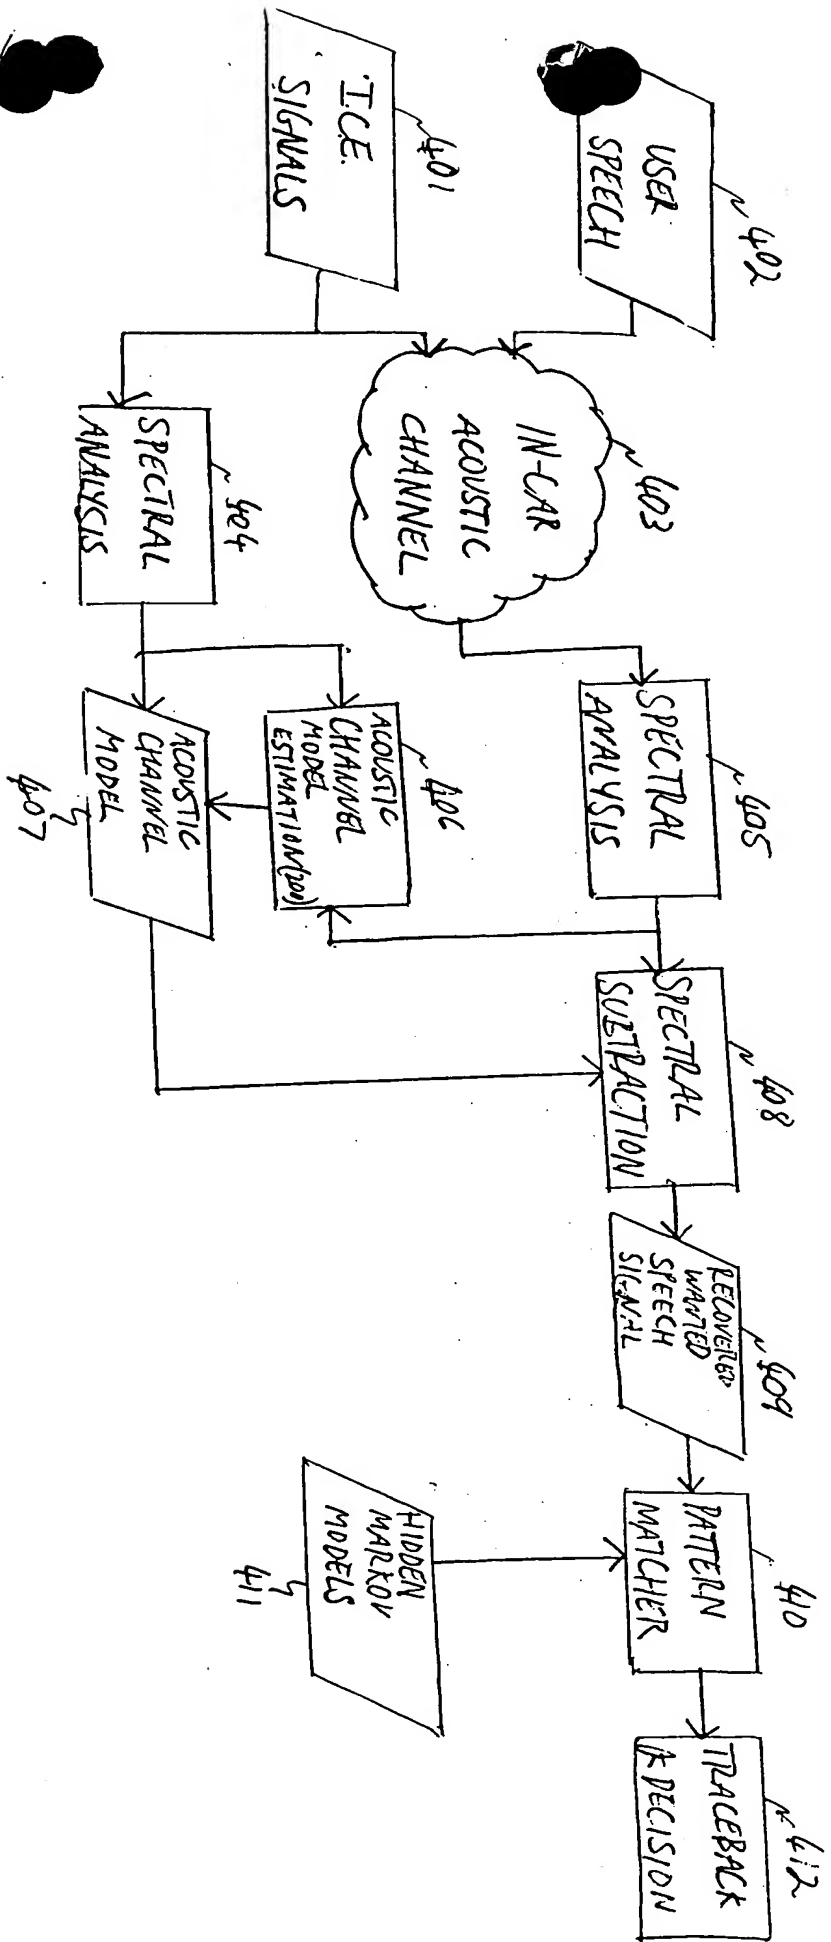 402
USER
SPEECH
401
I.C.E.
SIGNALS
403
IN-CAR
ACOUSTIC
CHANNEL
404
SPECTRAL
ANALYSIS
405
SPECTRAL
ANALYSIS
406
ACOUSTIC
CHANNEL
MODEL
ESTIMATION(200)
ACOUSTIC
CHANNEL
MODEL
407
408
SPECTRAL
SUBTRACTION
409
RECOVERED
WANTED
SPEECH
SIGNAL
410
PATTERN
MATCHER
HIDDEN
MARKOV
MODELS
411
412
TRACEBACK
& DECISION